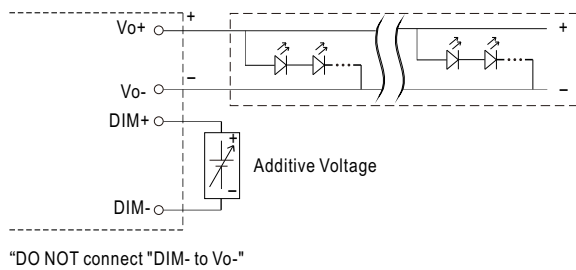 Vo+
+
+
Vo-
–
–
DIM+
+
Additive Voltage
–
DIM-
“DO NOT connect "DIM- to Vo-"